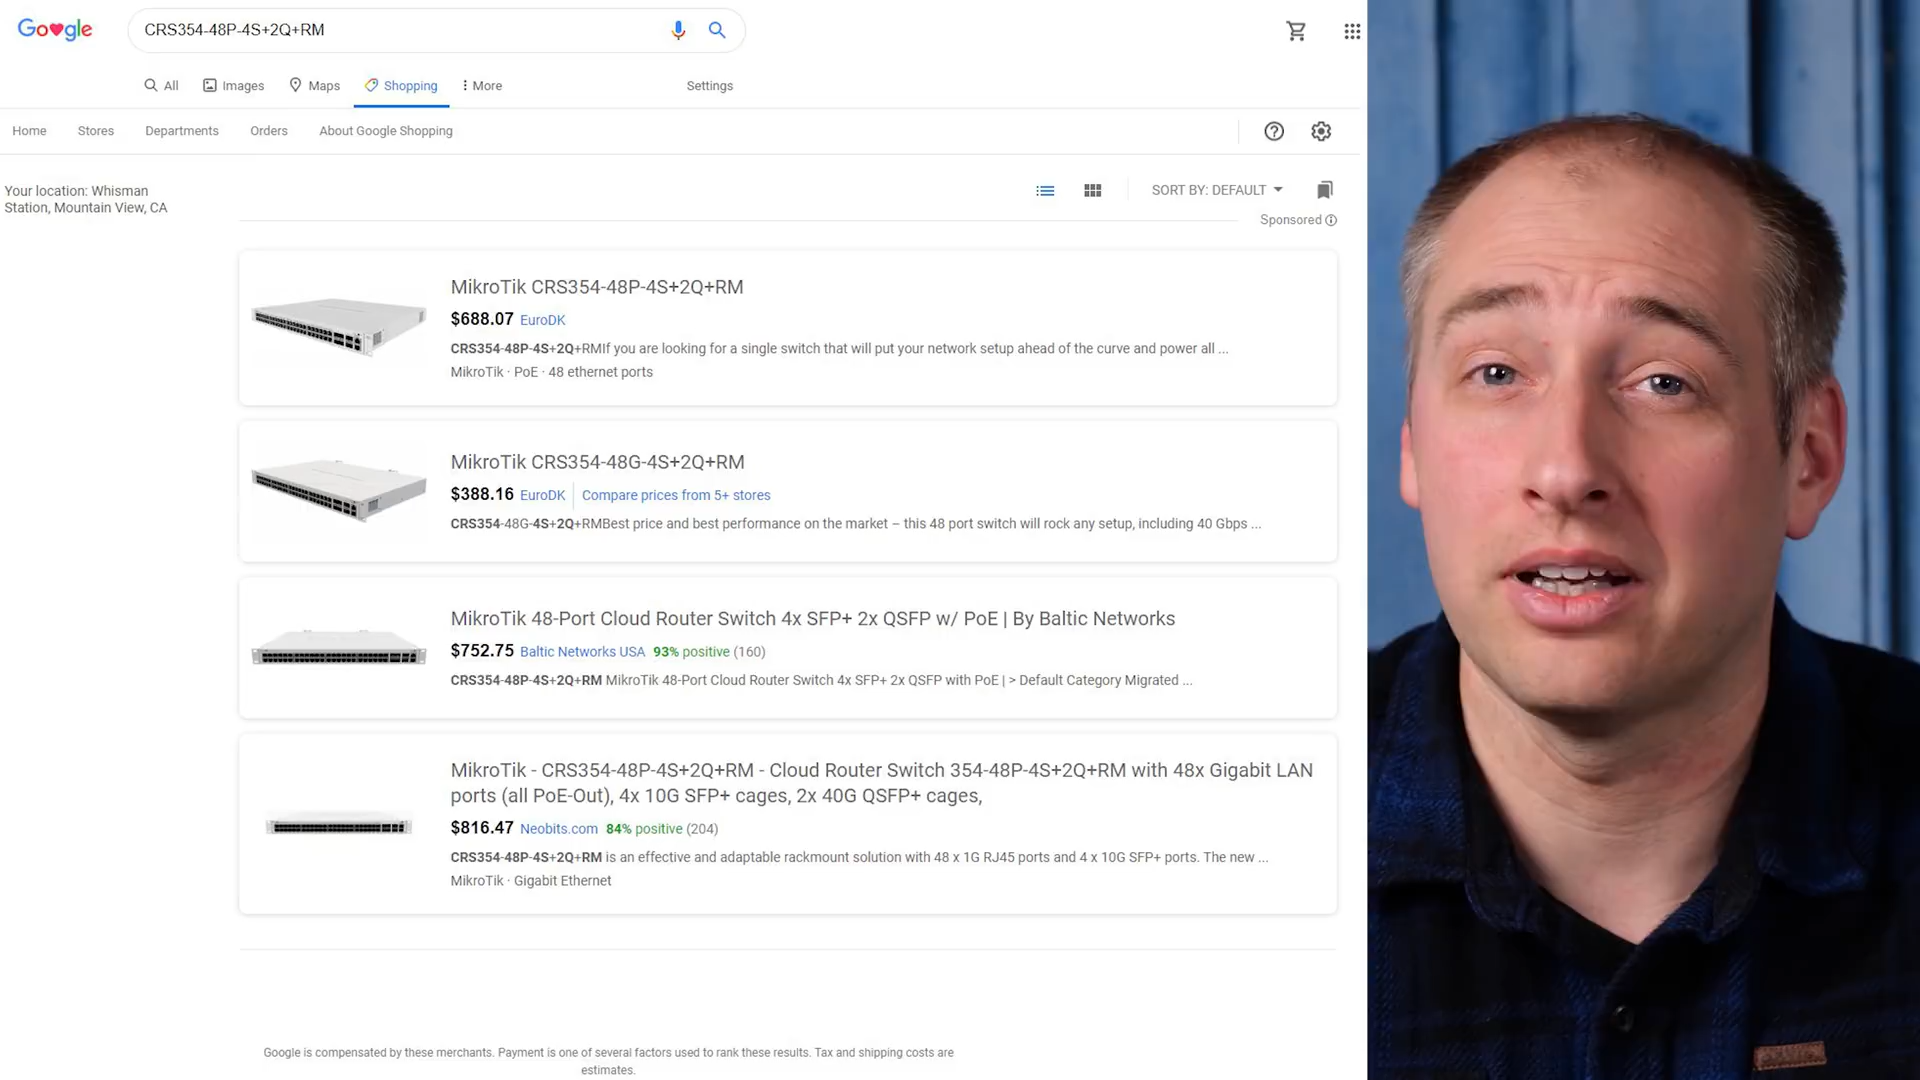 Google
CRS354-48P-4S+2Q+RM
All
Images
Maps
Shopping
More
Settings
Home
Stores
Departments
Orders
About Google Shopping
Your location: Whisman
Station, Mountain View, CA
SORT BY: DEFAULT
Sponsored
MikroTik CRS354-48P-4S+2Q+RM
$688.07 EuroDK
CRS354-48P-4S+2Q+RMIf you are looking for a single switch that will put your network setup ahead of the curve and power all ...
MikroTik · PoE · 48 ethernet ports
MikroTik CRS354-48G-4S+2Q+RM
$388.16 EuroDK Compare prices from 5+ stores
CRS354-48G-4S+2Q+RMBest price and best performance on the market – this 48 port switch will rock any setup, including 40 Gbps ...
MikroTik 48-Port Cloud Router Switch 4x SFP+ 2x QSFP w/ PoE | By Baltic Networks
$752.75 Baltic Networks USA 93% positive (160)
CRS354-48P-4S+2Q+RM MikroTik 48-Port Cloud Router Switch 4x SFP+ 2x QSFP with PoE | > Default Category Migrated ...
MikroTik - CRS354-48P-4S+2Q+RM - Cloud Router Switch 354-48P-4S+2Q+RM with 48x Gigabit LAN
ports (all PoE-Out), 4x 10G SFP+ cages, 2x 40G QSFP+ cages,
$816.47 Neobits.com 84% positive (204)
CRS354-48P-4S+2Q+RM is an effective and adaptable rackmount solution with 48 x 1G RJ45 ports and 4 x 10G SFP+ ports. The new ...
MikroTik · Gigabit Ethernet
Google is compensated by these merchants. Payment is one of several factors used to rank these results. Tax and shipping costs are
estimates.